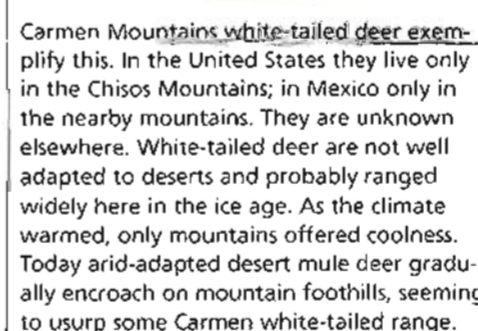 Carmen Mountains white-tailed deer exem-
plify this. In the United States they live only
in the Chisos Mountains; in Mexico only in
the nearby mountains. They are unknown
elsewhere. White-tailed deer are not well
adapted to deserts and probably ranged
widely here in the ice age. As the climate
warmed, only mountains offered coolness.
Today arid-adapted desert mule deer gradu-
ally encroach on mountain foothills, seeming
to usurp some Carmen white-tailed range.